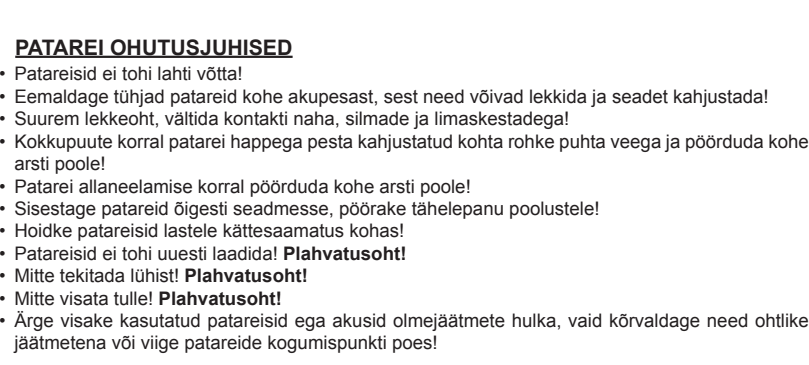 PATAREI OHUTUSJUHISED
• Patareisid ei tohi lahti võtta!
• Eemaldage tühjad patareid kohe akupesast, sest need võivad lekkida ja seadet kahjustada!
• Suurem lekkeoht, vältida kontakti naha, silmade ja limaskestadega!
• Kokkupuute korral patarei happega pesta kahjustatud kohta rohke puhta veega ja pöörduda kohe
arsti poole!
• Patarei allaneelamise korral pöörduda kohe arsti poole!
• Sisestage patareid õigesti seadmesse, pöörake tähelepanu poolustele!
• Hoidke patareisid lastele kättesaamatus kohas!
• Patareisid ei tohi uuesti laadida! Plahvatusoht!
• Mitte tekitada lühist! Plahvatusoht!
• Mitte visata tulle! Plahvatusoht!
• Ärge visake kasutatud patareisid ega akusid olmejäätmete hulka, vaid kõrvaldage need ohtlike
jäätmetena või viige patareide kogumispunkti poes!